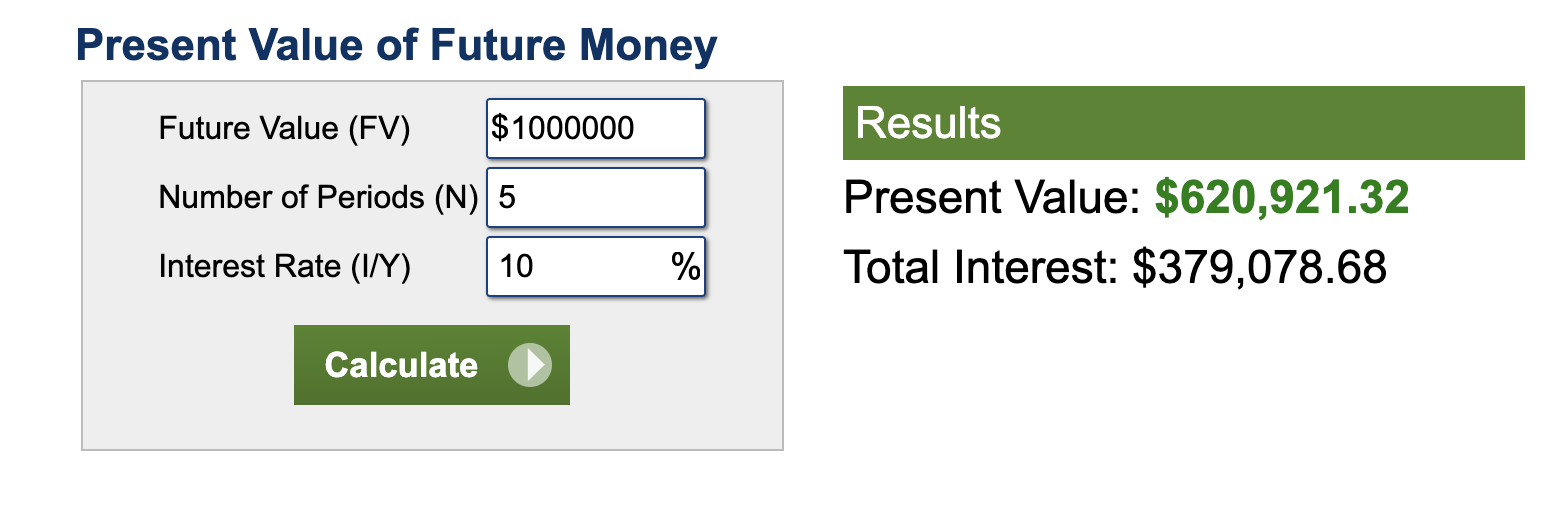 Present Value of Future Money
Future Value (FV) $1000000
Number of Periods (N) 5
Interest Rate (I/Y) 10 %
Calculate
Results
Present Value: $620,921.32
Total Interest: $379,078.68